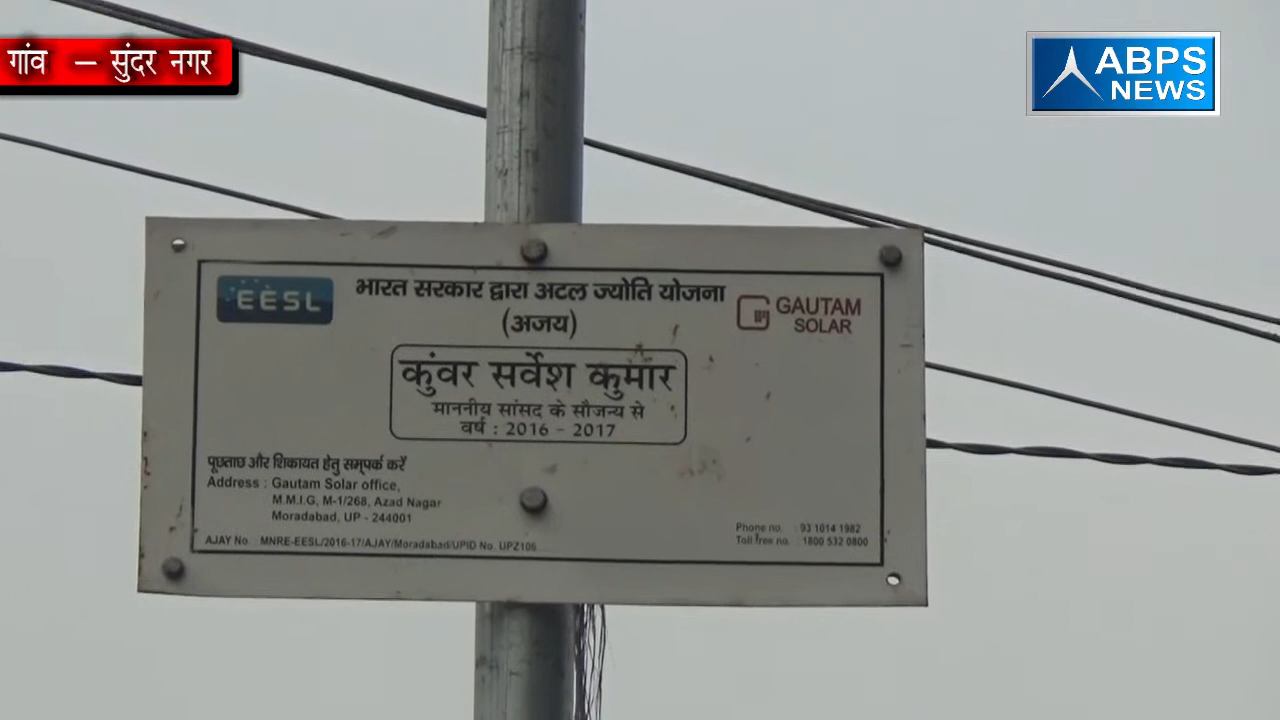 गांव – सुंदर नगर
ABPS
NEWS
EESL
भारत सरकार द्वारा अटल ज्योति योजना
(अजय)
GAUTAM
SOLAR
कुंवर सर्वेश कुमार
माननीय सांसद के सौजन्य से
वर्ष : 2016 - 2017
पूछताछ और शिकायत हेतु सम्पर्क करें
Address : Gautam Solar office,
M.M.I.G, M-1/268, Azad Nagar
Moradabad, UP - 244001
AJAY No. : MNRE-EESL/2016-17/AJAY/Moradabad/UPID No. UPZ106
Phone no. : 93 1014 1982
Toll free no. : 1800 532 0800